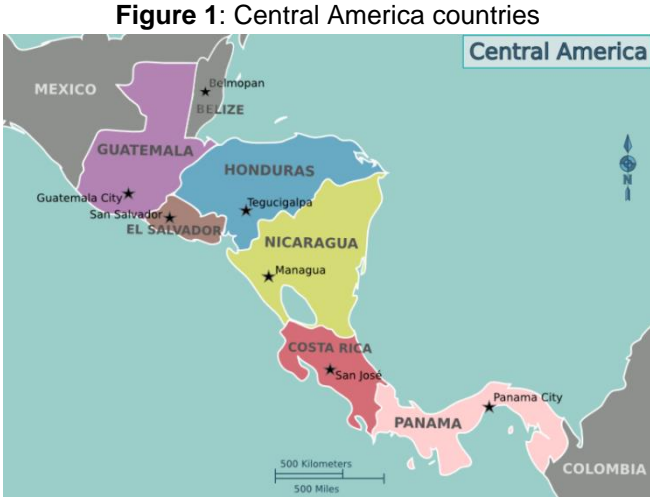 Figure 1: Central America countries
Central America
MEXICO
Belmopan
BELIZE
GUATEMALA
HONDURAS
Guatemala City
Tegucigalpa
San Salvador
EL SALVADOR
NICARAGUA
Managua
COSTA RICA
San José
Panama City
PANAMA
COLOMBIA
500 Kilometers
500 Miles
N